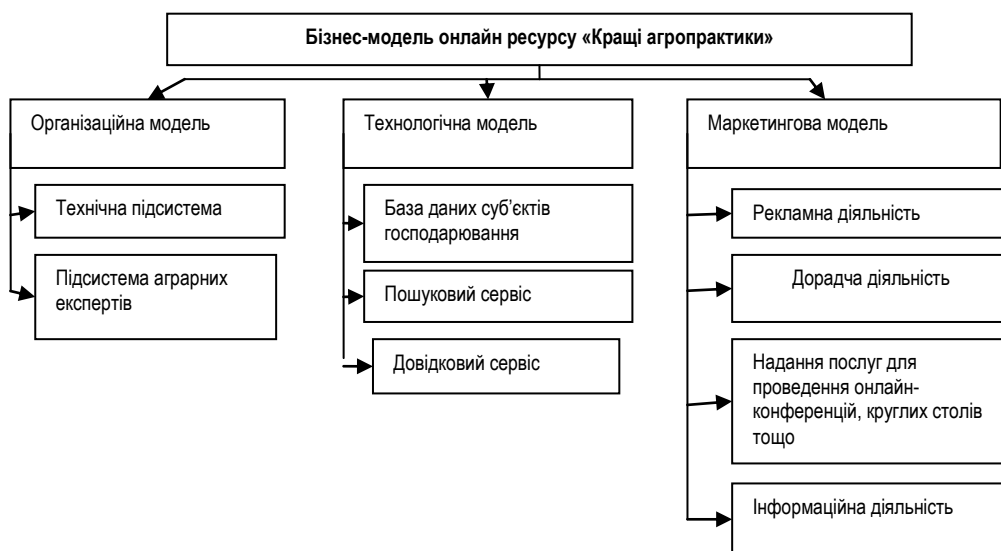 Бізнес-модель онлайн ресурсу «Кращі агропрактики»
Організаційна модель
Технічна підсистема
Підсистема аграрних
експертів
Технологічна модель
База даних суб’єктів
господарювання
Пошуковий сервіс
Довідковий сервіс
Маркетингова модель
Рекламна діяльність
Дорадча діяльність
Надання послуг для
проведення онлайн-
конференцій, круглих столів
тощо
Інформаційна діяльність